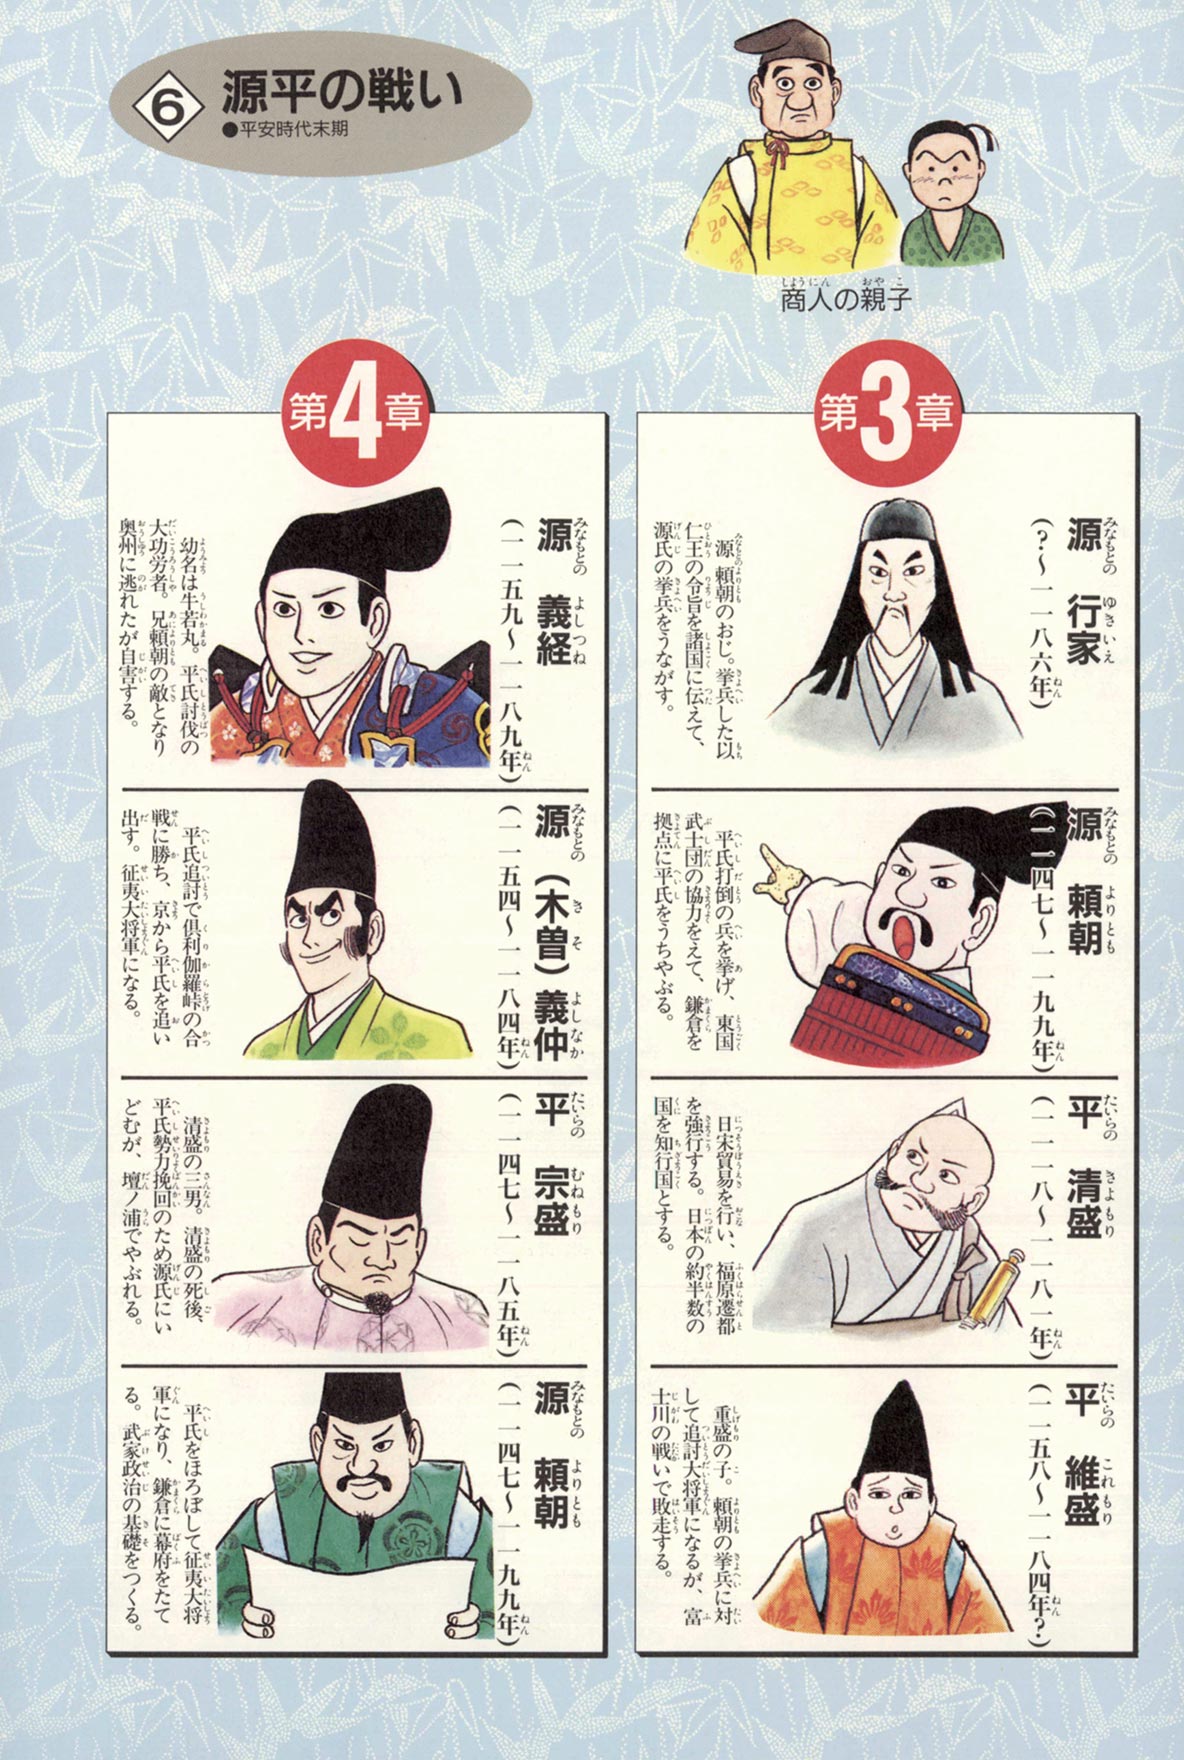 6 源平の戦い
●平安時代末期
商人の親子
第3章
源 行家
(?〜一一八六年)
源 頼朝のおじ。挙兵した以
仁王の令旨を諸国に伝えて、
源氏の挙兵をうながす。
源 頼朝
(一一四七〜一一九九年)
平氏打倒の兵を挙げ、東国
武士団の協力をえて、鎌倉を
拠点に平氏をうちやぶる。
平 清盛
(一一一八〜一一八一年)
日宋貿易を行い、福原遷都
を強行する。日本の約半数の
国を知行国とする。
平 維盛
(一一五八〜一一八四年?)
重盛の子。頼朝の挙兵に対
して追討大将軍になるが、富
士川の戦いで敗走する。
第4章
源 義経
(一一五九〜一一八九年)
幼名は牛若丸。平氏討伐の
大功労者。兄頼朝の敵となり
奥州に逃れたが自害する。
源(木曽)義仲
(一一五四〜一一八四年)
平氏追討で倶利伽羅峠の合
戦に勝ち、京から平氏を追い
出す。征夷大将軍になる。
平 宗盛
(一一四七〜一一八五年)
清盛の三男。清盛の死後、
平氏勢力挽回のため源氏にい
どむが、壇ノ浦でやぶれる。
源 頼朝
(一一四七〜一一九九年)
平氏をほろぼして征夷大将
軍になり、鎌倉に幕府をたて
る。武家政治の基礎をつくる。